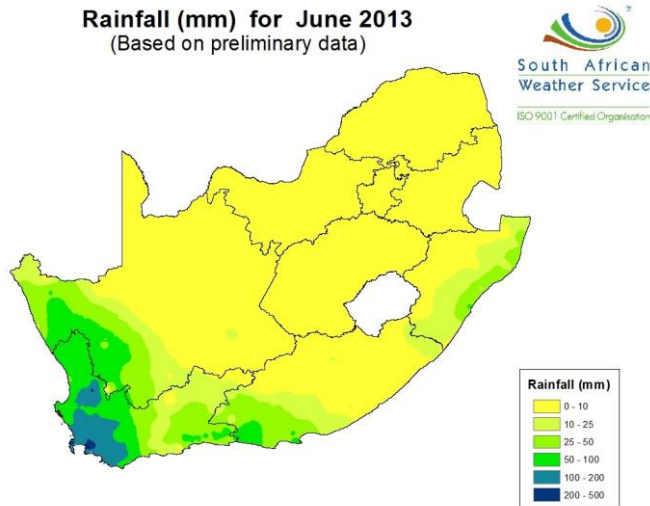 Rainfall (mm) for June 2013
(Based on preliminary data)
South African
Weather Service
ISO 9001 Certified Organisation
Rainfall (mm)
0 - 10
10 - 25
25 - 50
50 - 100
100 - 200
200 - 500